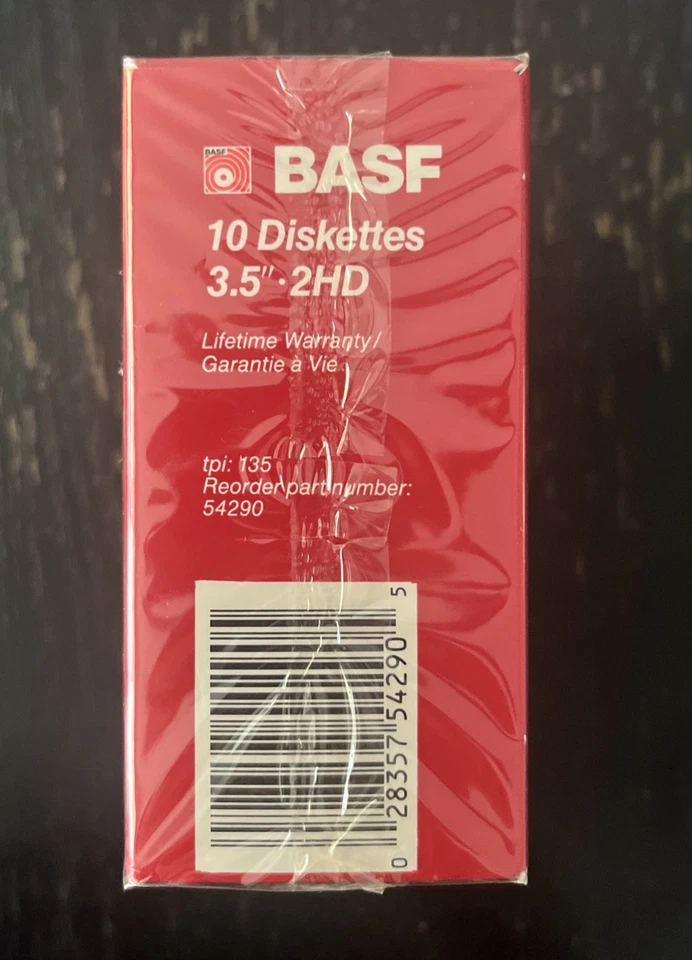 BASF
BASF
10 Diskettes
3.5"·2HD
Lifetime Warranty/
Garantie à Vie
tpi: 135
Reorder part number:
54290
0 28357 54290 5